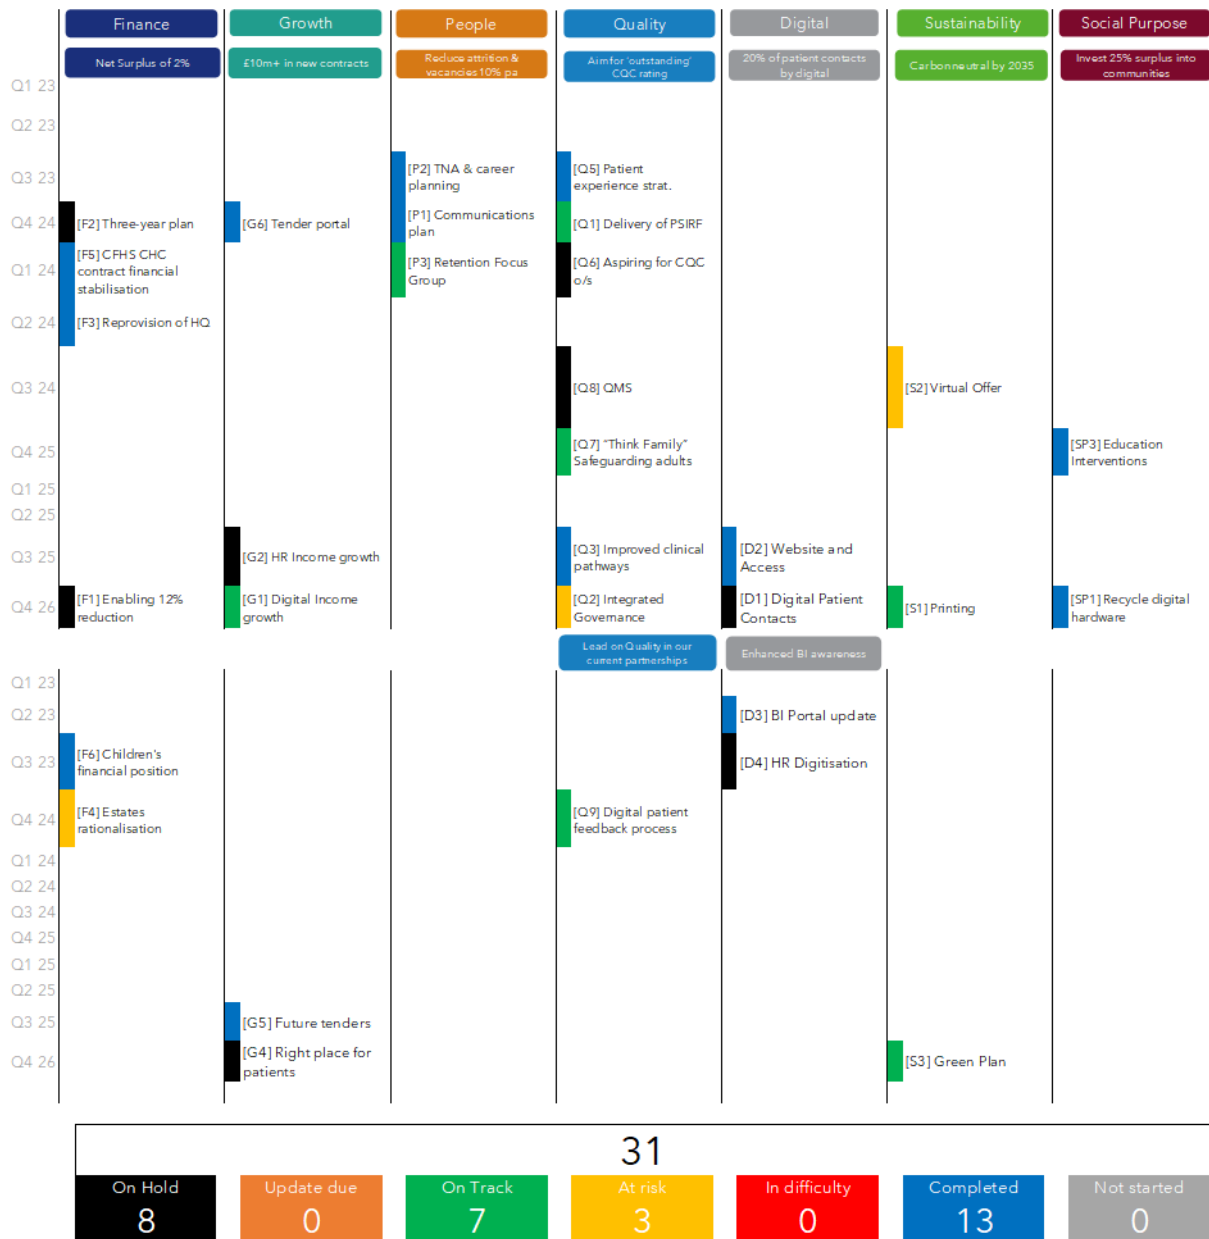 Finance Growth People Quality Digital Sustainability Social Purpose
Net Surplus of 2% £10m+ in new contracts Reduce attrition & vacancies 10% pa Aim for 'outstanding' CQC rating 20% of patient contacts by digital Carbon neutral by 2035 Invest 25% surplus into communities
Q1 23
Q2 23
Q3 23
[P2] TNA & career
planning
[Q5] Patient
experience strat.
Q4 24
[F2] Three-year plan
[G6] Tender portal
[P1] Communications
plan
[Q1] Delivery of PSIRF
Q1 24
[F5] CFHS CHC
contract financial
stabilisation
[P3] Retention Focus
Group
[Q6] Aspiring for CQC
o/s
Q2 24
[F3] Reprovision of HQ
Q3 24
[Q8] QMS
[S2] Virtual Offer
Q4 25
[Q7] "Think Family"
Safeguarding adults
[SP3] Education
Interventions
Q1 25
Q2 25
Q3 25
[G2] HR Income growth
[Q3] Improved clinical
pathways
[D2] Website and
Access
Q4 26
[F1] Enabling 12%
reduction
[G1] Digital Income
growth
[Q2] Integrated
Governance
[D1] Digital Patient
Contacts
[S1] Printing
[SP1] Recycle digital
hardware
Lead on Quality in our
current partnerships
Enhanced BI awareness
Q1 23
Q2 23
[D3] BI Portal update
Q3 23
[F6] Children's
financial position
[D4] HR Digitisation
Q4 24
[F4] Estates
rationalisation
[Q9] Digital patient
feedback process
Q1 24
Q2 24
Q3 24
Q4 25
Q1 25
Q2 25
Q3 25
[G5] Future tenders
Q4 26
[G4] Right place for
patients
[S3] Green Plan
31
On Hold Update due On Track At risk In difficulty Completed Not started
8 0 7 3 0 13 0